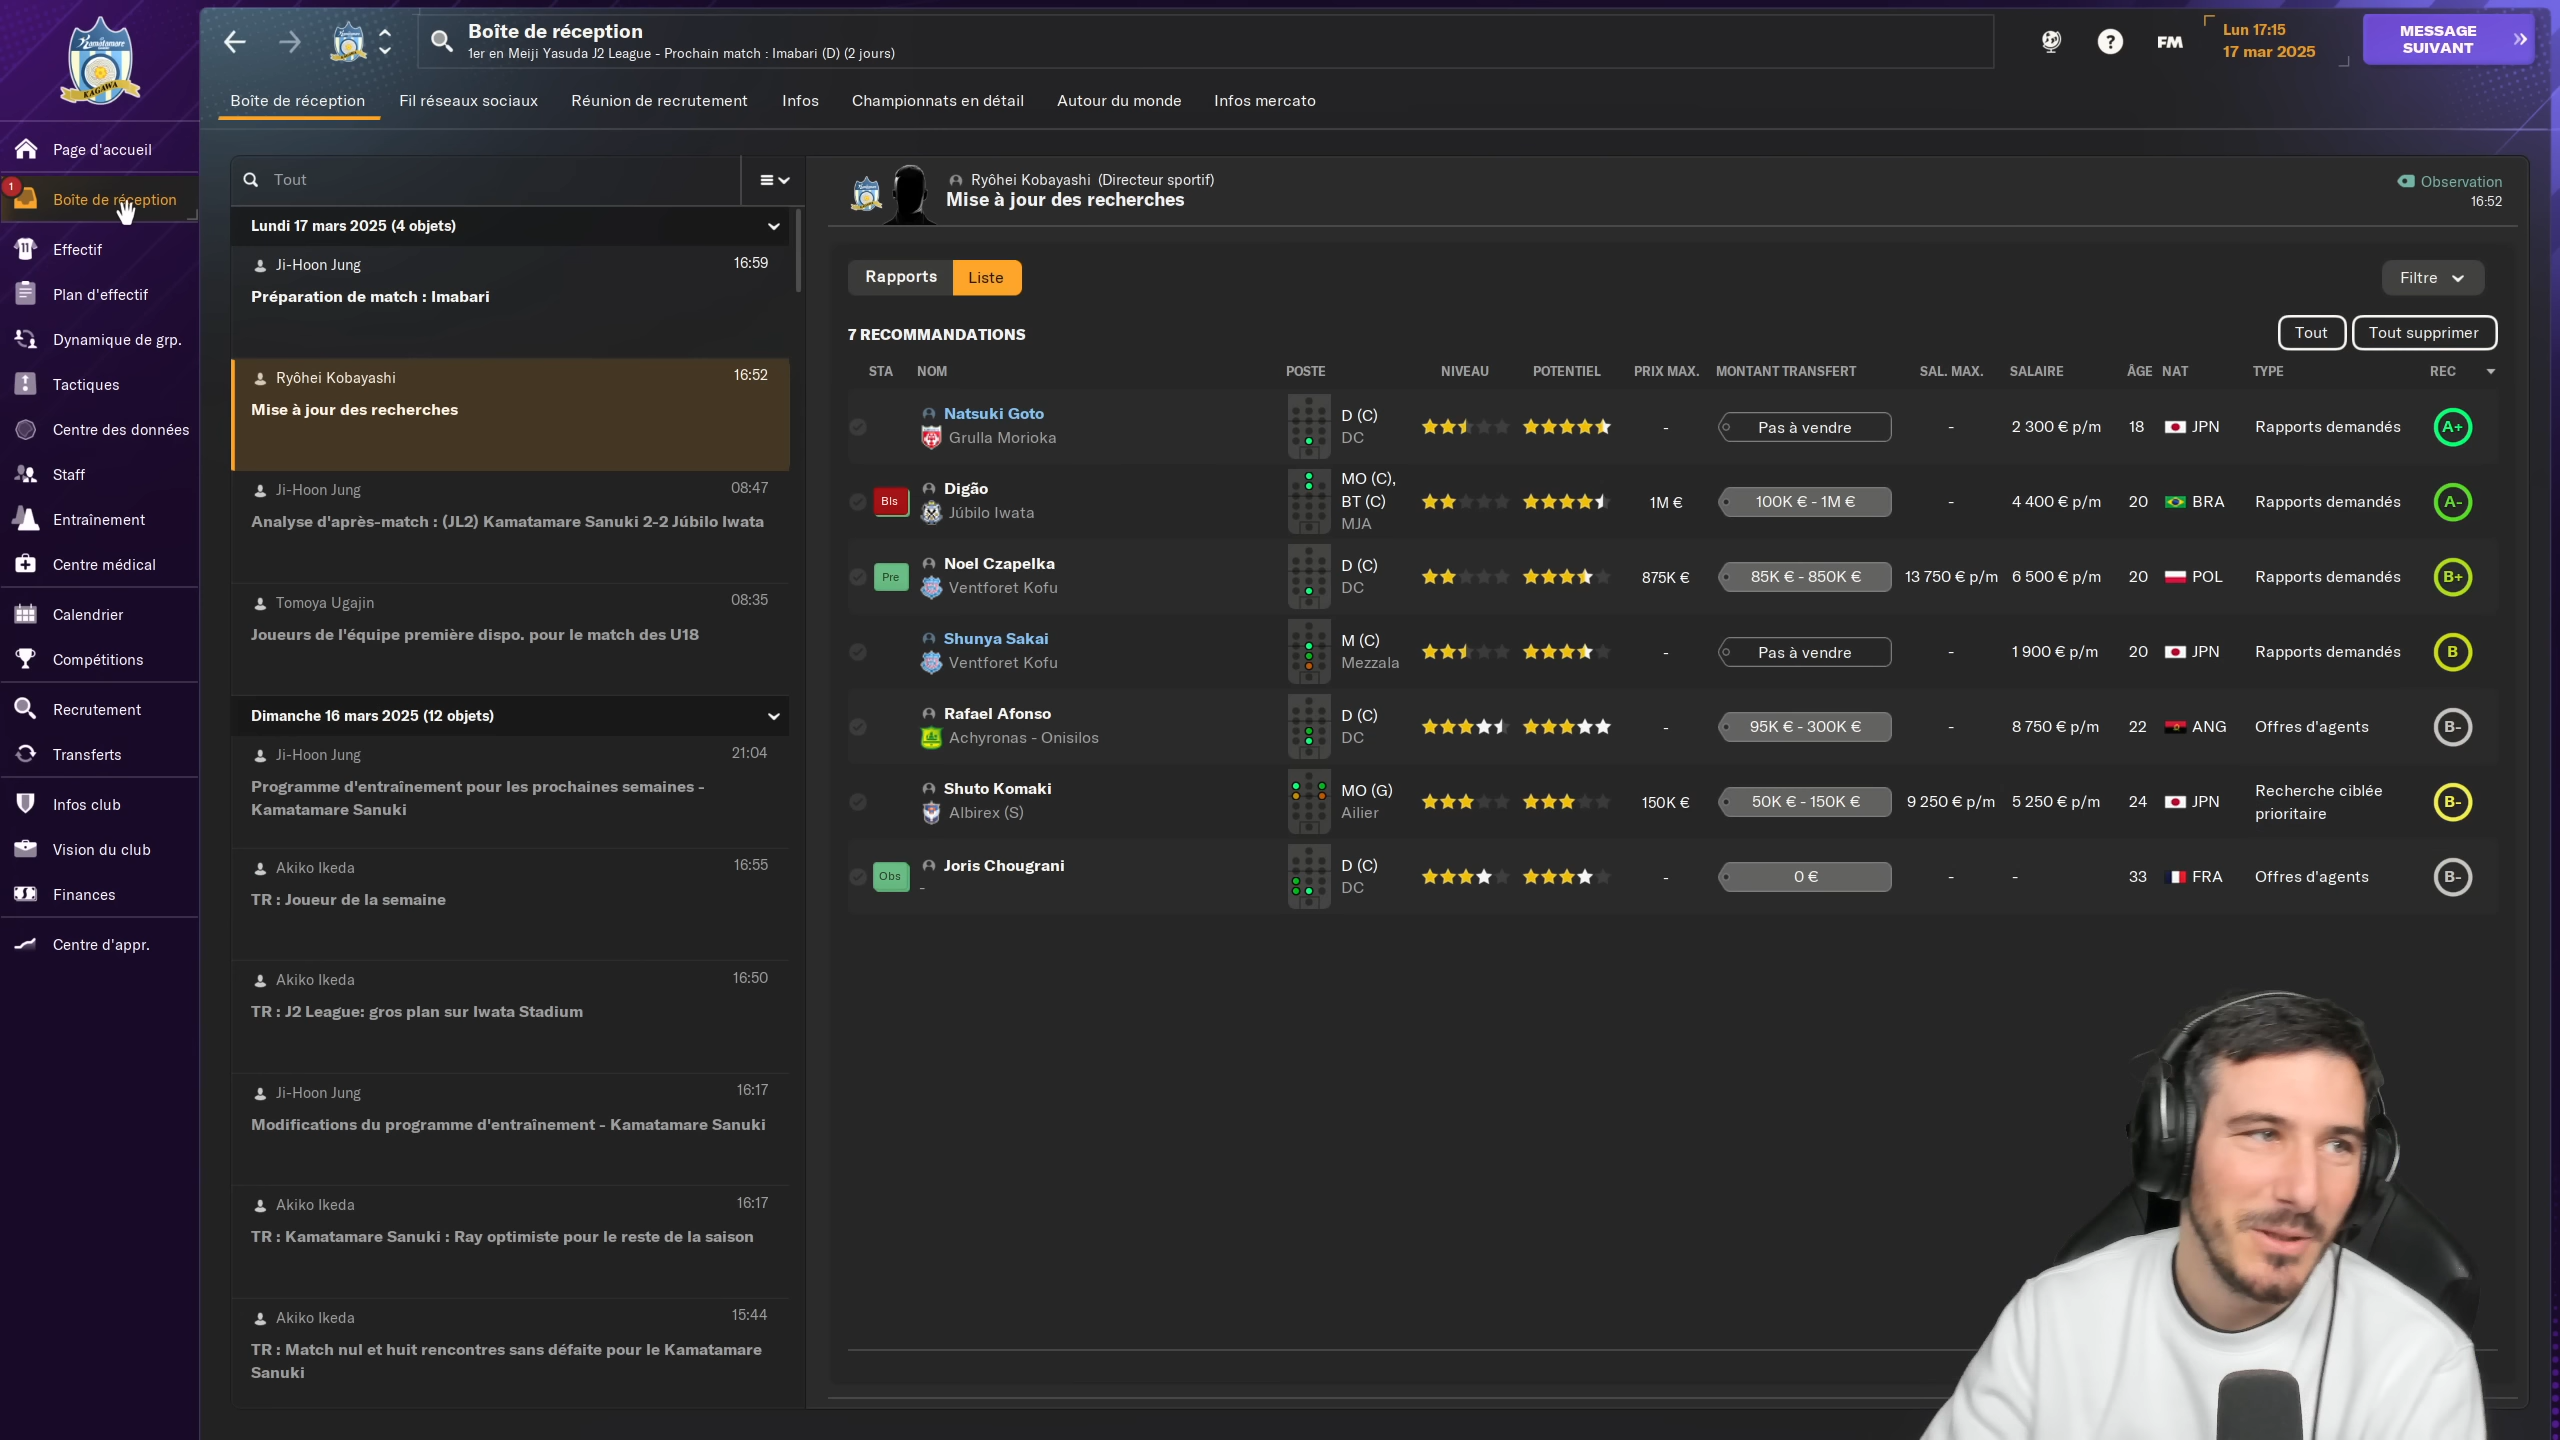 Kamatamare
KAGAWA
Boîte de réception
1er en Meiji Yasuda J2 League - Prochain match : Imabari (D) (2 jours)
FM
Lun 17:15
17 mar 2025
MESSAGE
SUIVANT
Boîte de réception
Fil réseaux sociaux
Réunion de recrutement
Infos
Championnats en détail
Autour du monde
Infos mercato
Page d'accueil
1
Boîte de réception
Effectif
Plan d'effectif
Dynamique de grp.
Tactiques
Centre des données
Staff
Entraînement
Centre médical
Calendrier
Compétitions
Recrutement
Transferts
Infos club
Vision du club
Finances
Centre d'appr.
Tout
Lundi 17 mars 2025 (4 objets)
Ji-Hoon Jung 16:59
Préparation de match : Imabari
Ryôhei Kobayashi 16:52
Mise à jour des recherches
Ji-Hoon Jung 08:47
Analyse d'après-match : (JL2) Kamatamare Sanuki 2-2 Júbilo Iwata
Tomoya Ugajin 08:35
Joueurs de l'équipe première dispo. pour le match des U18
Dimanche 16 mars 2025 (12 objets)
Ji-Hoon Jung 21:04
Programme d'entraînement pour les prochaines semaines -
Kamatamare Sanuki
Akiko Ikeda 16:55
TR : Joueur de la semaine
Akiko Ikeda 16:50
TR : J2 League: gros plan sur Iwata Stadium
Ji-Hoon Jung 16:17
Modifications du programme d'entraînement - Kamatamare Sanuki
Akiko Ikeda 16:17
TR : Kamatamare Sanuki : Ray optimiste pour le reste de la saison
Akiko Ikeda 15:44
TR : Match nul et huit rencontres sans défaite pour le Kamatamare
Sanuki
Ryôhei Kobayashi (Directeur sportif)
Mise à jour des recherches
Observation
16:52
Rapports Liste
Filtre
7 RECOMMANDATIONS
Tout
Tout supprimer
STA NOM POSTE NIVEAU POTENTIEL PRIX MAX. MONTANT TRANSFERT SAL. MAX. SALAIRE ÂGE NAT TYPE REC
Natsuki Goto
Grulla Morioka
D (C)
DC
- Pas à vendre - 2 300 € p/m 18 JPN Rapports demandés A+
Bls
Digão
Júbilo Iwata
MO (C),
BT (C)
MJA
1M € 100K € - 1M € - 4 400 € p/m 20 BRA Rapports demandés A-
Pre
Noel Czapelka
Ventforet Kofu
D (C)
DC
875K € 85K € - 850K € 13 750 € p/m 6 500 € p/m 20 POL Rapports demandés B+
Shunya Sakai
Ventforet Kofu
M (C)
Mezzala
- Pas à vendre - 1 900 € p/m 20 JPN Rapports demandés B
Rafael Afonso
Achyronas - Onisilos
D (C)
DC
- 95K € - 300K € - 8 750 € p/m 22 ANG Offres d'agents B-
Shuto Komaki
Albirex (S)
MO (G)
Ailier
150K € 50K € - 150K € 9 250 € p/m 5 250 € p/m 24 JPN Recherche ciblée
prioritaire
B-
Obs
Joris Chougrani
-
D (C)
DC
- 0 € - - 33 FRA Offres d'agents B-